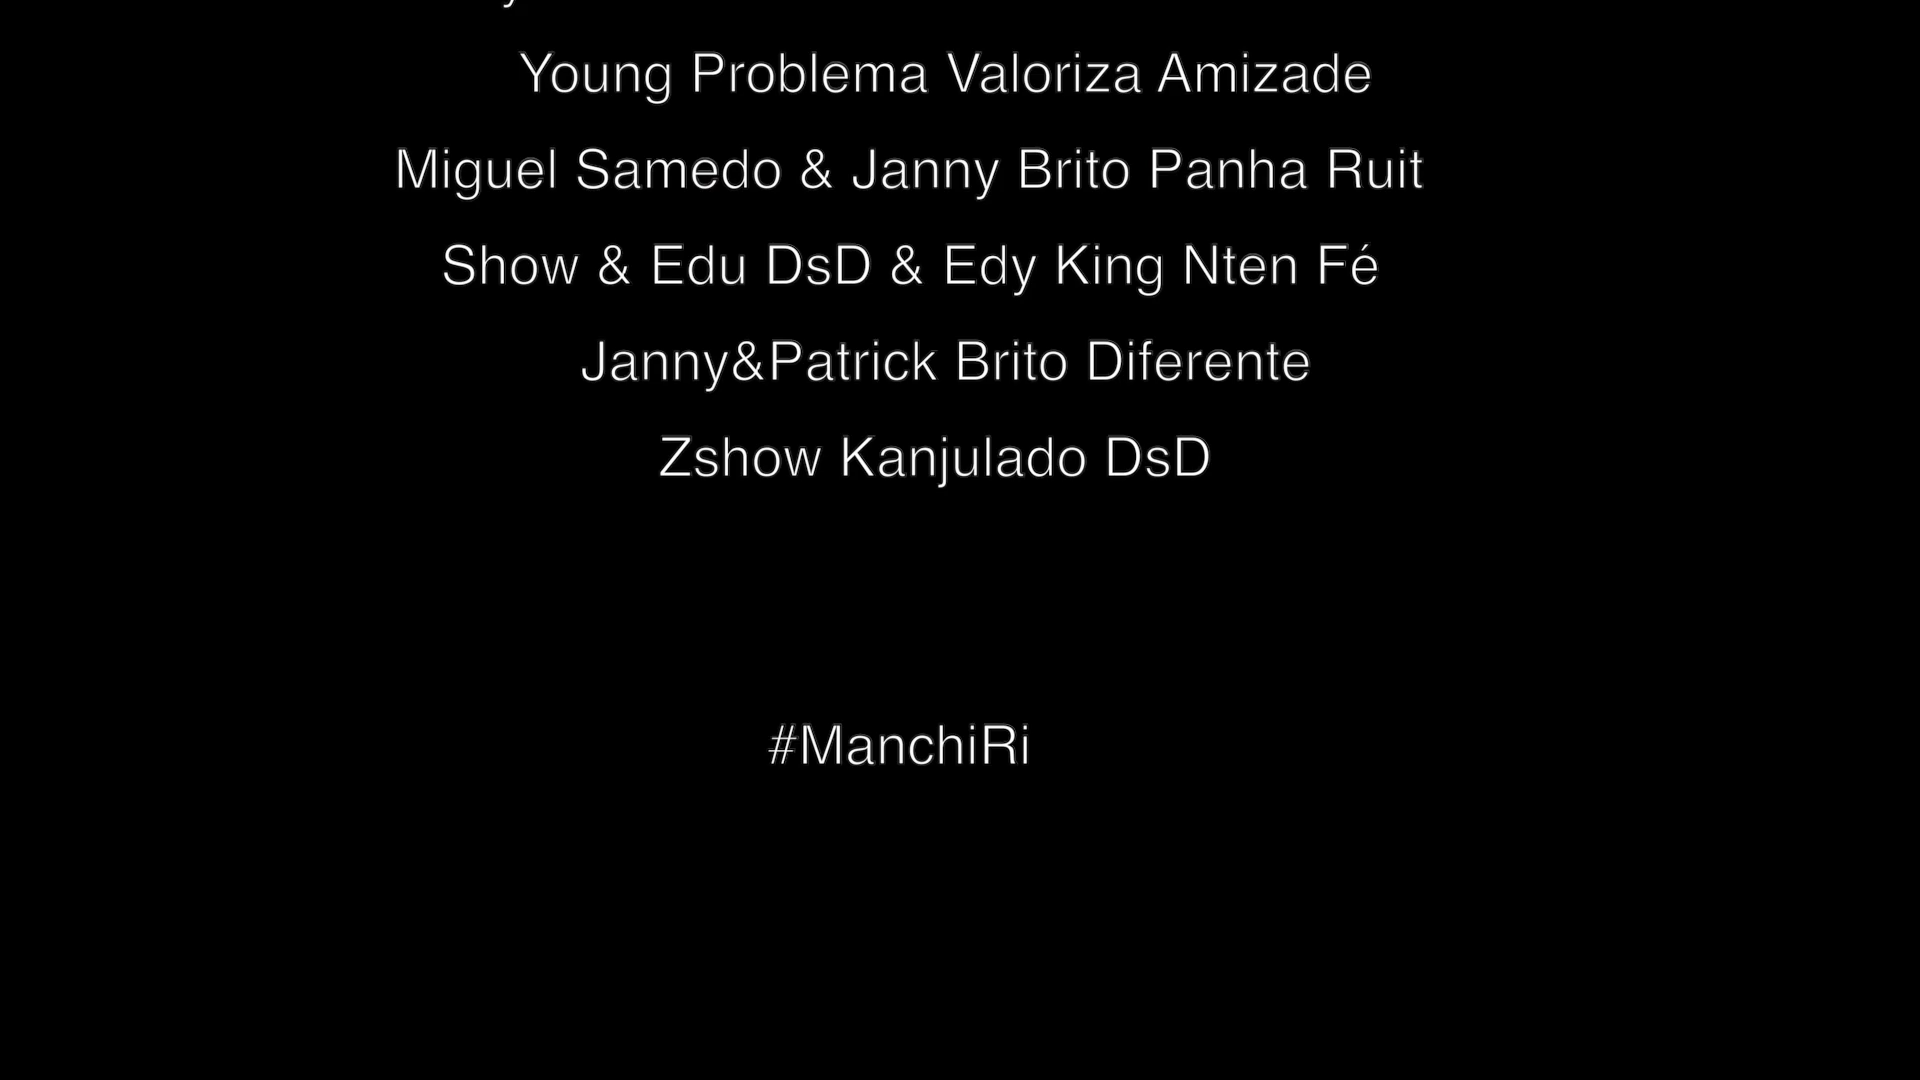 Young Problema Valoriza Amizade
Miguel Samedo & Janny Brito Panha Ruit
Show & Edu DsD & Edy King Nten Fé
Janny&Patrick Brito Diferente
Zshow Kanjulado DsD
#ManchiRi